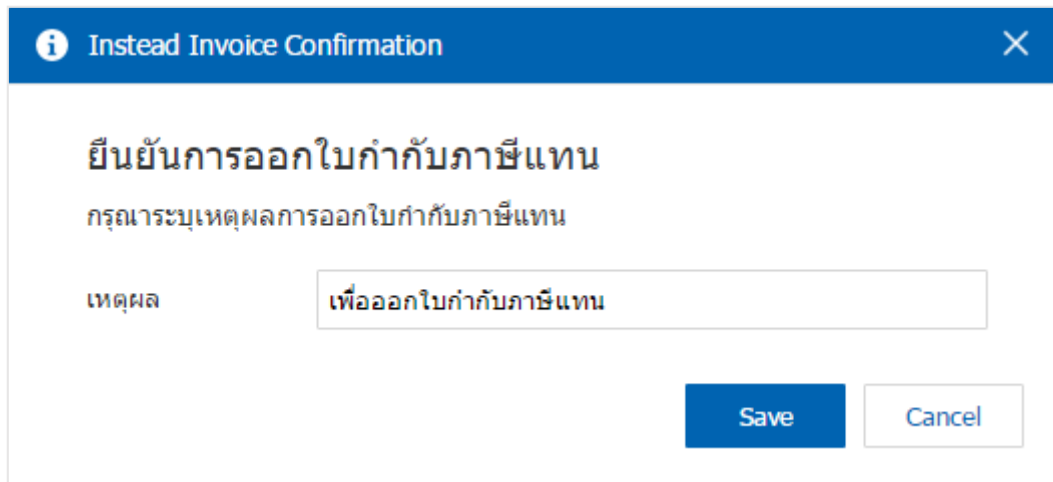 Instead Invoice Confirmation
ยืนยันการออกใบกำกับภาษีแทน
กรุณาระบุเหตุผลการออกใบกำกับภาษีแทน
เหตุผล เพื่อออกใบกำกับภาษีแทน
Save Cancel